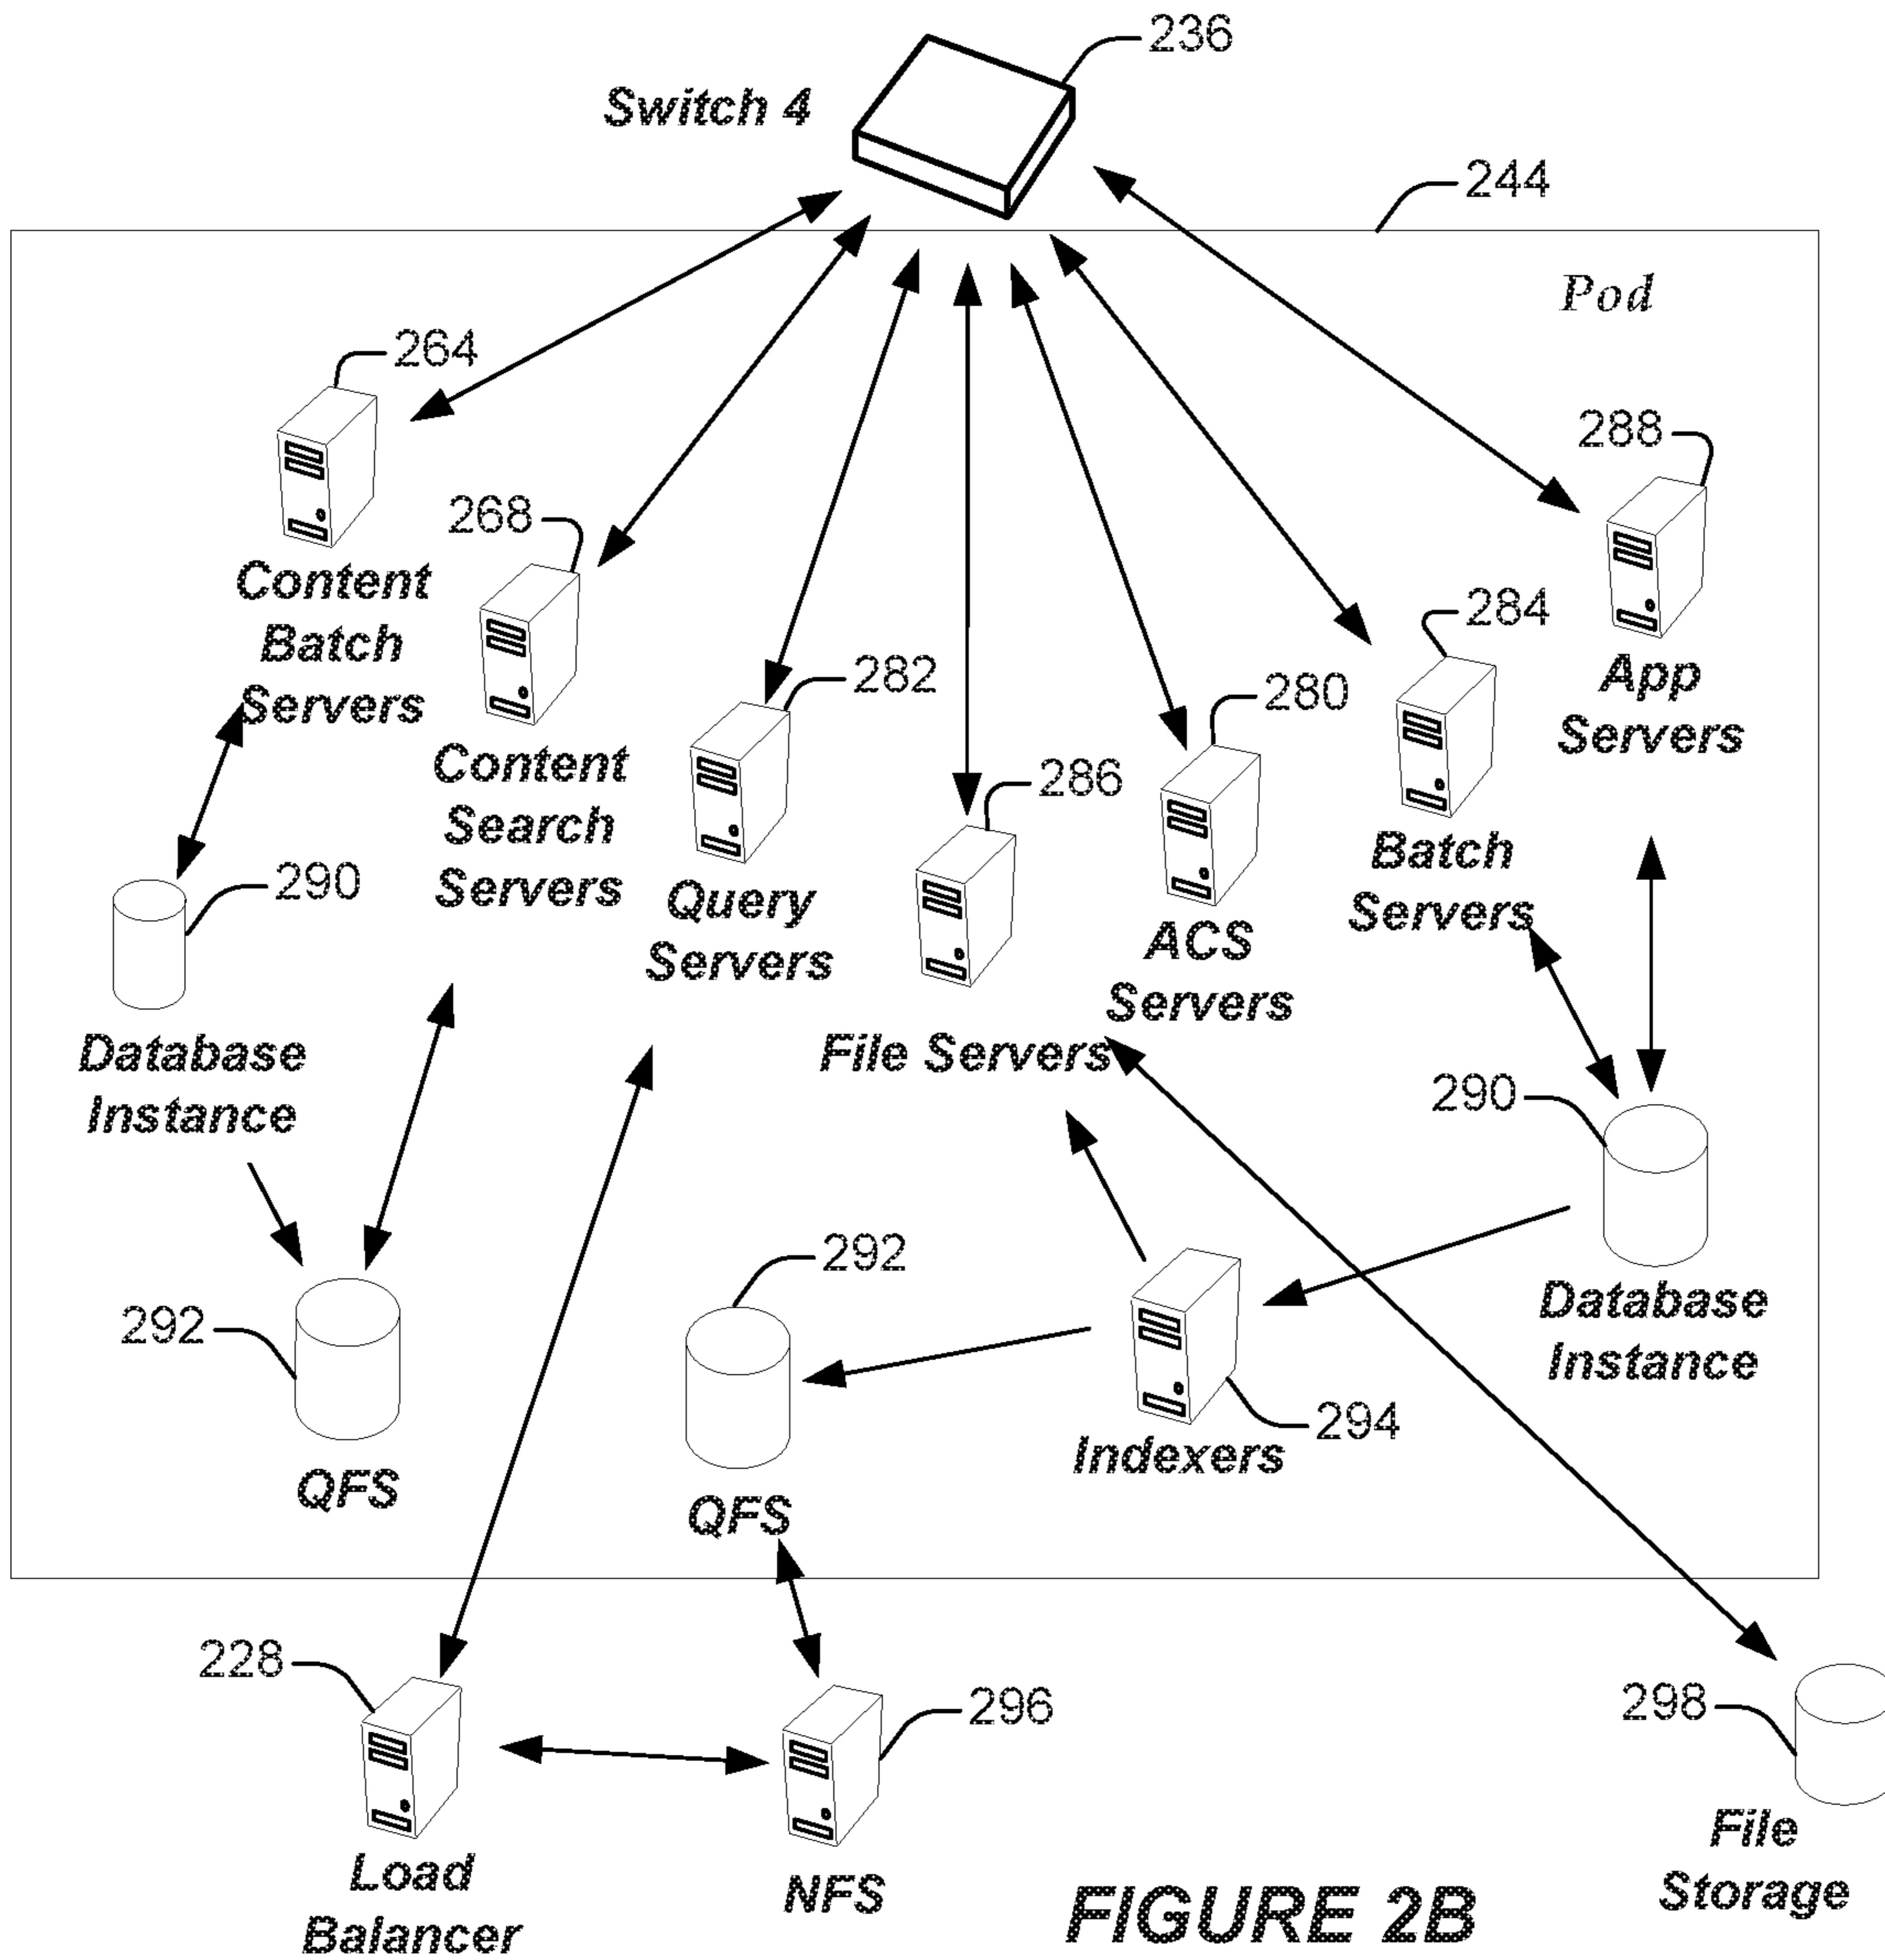 236
Switch 4
244
Pod
264
288
268
Content
Batch
Servers
284
282
280
App
Servers
Content
Search
Servers
286
290
Batch
Servers
Query
Servers
ACS
Servers
Database
Instance
File Servers
290
292
292
Database
Instance
294
Indexers
QFS
QFS
228
296
298
Load
Balancer
NFS
File
Storage
FIGURE 2B